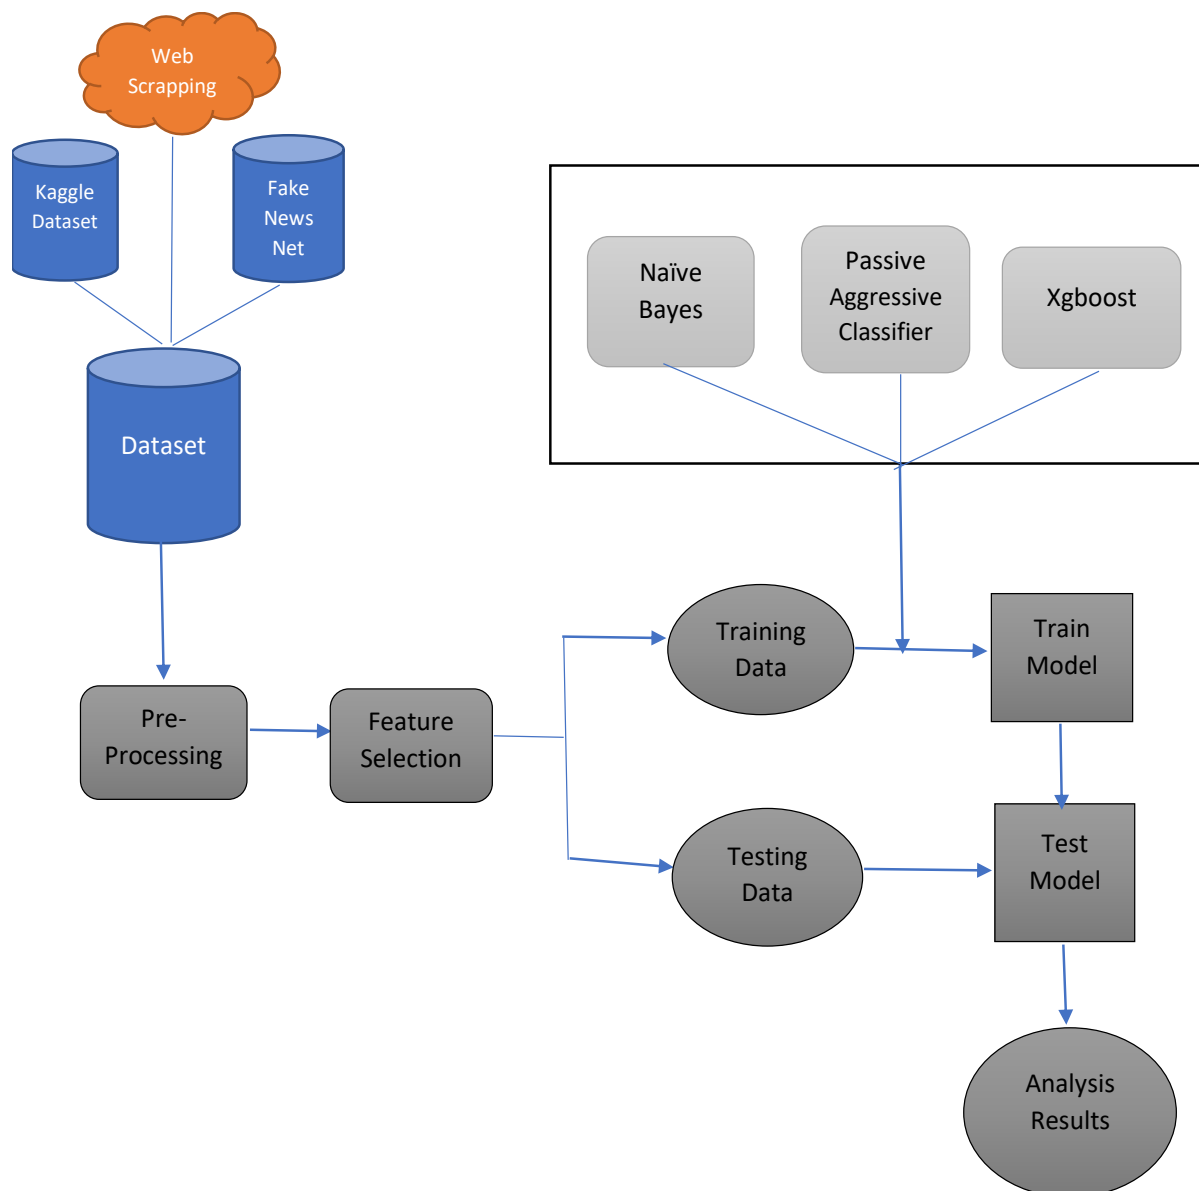 Web
Scrapping
Kaggle
Dataset
Fake
News
Net
Dataset
Naïve
Bayes
Passive
Aggressive
Classifier
Xgboost
Training
Data
Train
Model
Pre-
Processing
Feature
Selection
Testing
Data
Test
Model
Analysis
Results